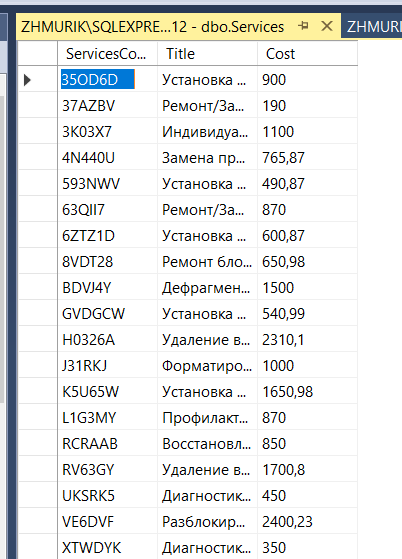 ZHMURIK\SQLEXPRE...12 - dbo.Services ZHMURIK
ServicesCo... Title Cost
35OD6D Установка ... 900
37AZBV Ремонт/За... 190
3K03X7 Индивидуа... 1100
4N440U Замена пр... 765,87
593NWV Установка ... 490,87
63QII7 Ремонт/За... 870
6ZTZ1D Установка ... 600,87
8VDT28 Ремонт бло... 650,98
BDVJ4Y Дефрагмен... 1500
GVDGCW Установка ... 540,99
H0326A Удаление в... 2310,1
J31RKJ Форматиро... 1000
K5U65W Установка ... 1650,98
L1G3MY Профилакт... 870
RCRAAB Восстановл... 850
RV63GY Удаление в... 1700,8
UKSRK5 Диагностик... 450
VE6DVF Разблокир... 2400,23
XTWDYK Диагностик... 350